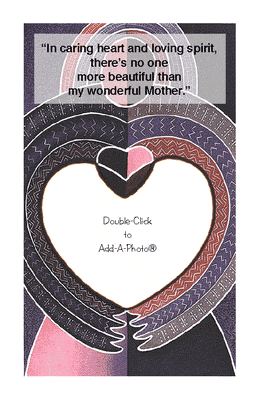 “In caring heart and loving spirit,
there’s no one
more beautiful than
my wonderful Mother.”
Double-Click
to
Add-A-Photo®